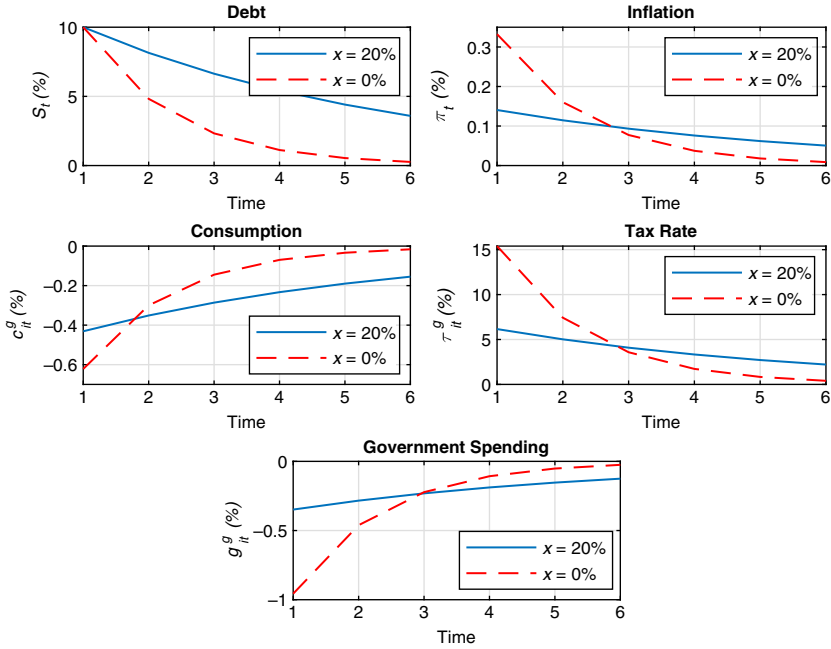 Debt
10
5
0
S_t (%)
x = 20%
x = 0%
1 2 3 4 5 6
Time
Inflation
0.3
0.2
0.1
0
π_t (%)
x = 20%
x = 0%
1 2 3 4 5 6
Time
Consumption
0
−0.2
−0.4
−0.6
c_it^g (%)
x = 20%
x = 0%
1 2 3 4 5 6
Time
Tax Rate
15
10
5
0
τ_it^g (%)
x = 20%
x = 0%
1 2 3 4 5 6
Time
Government Spending
0
−0.5
−1
g_it^g (%)
x = 20%
x = 0%
1 2 3 4 5 6
Time